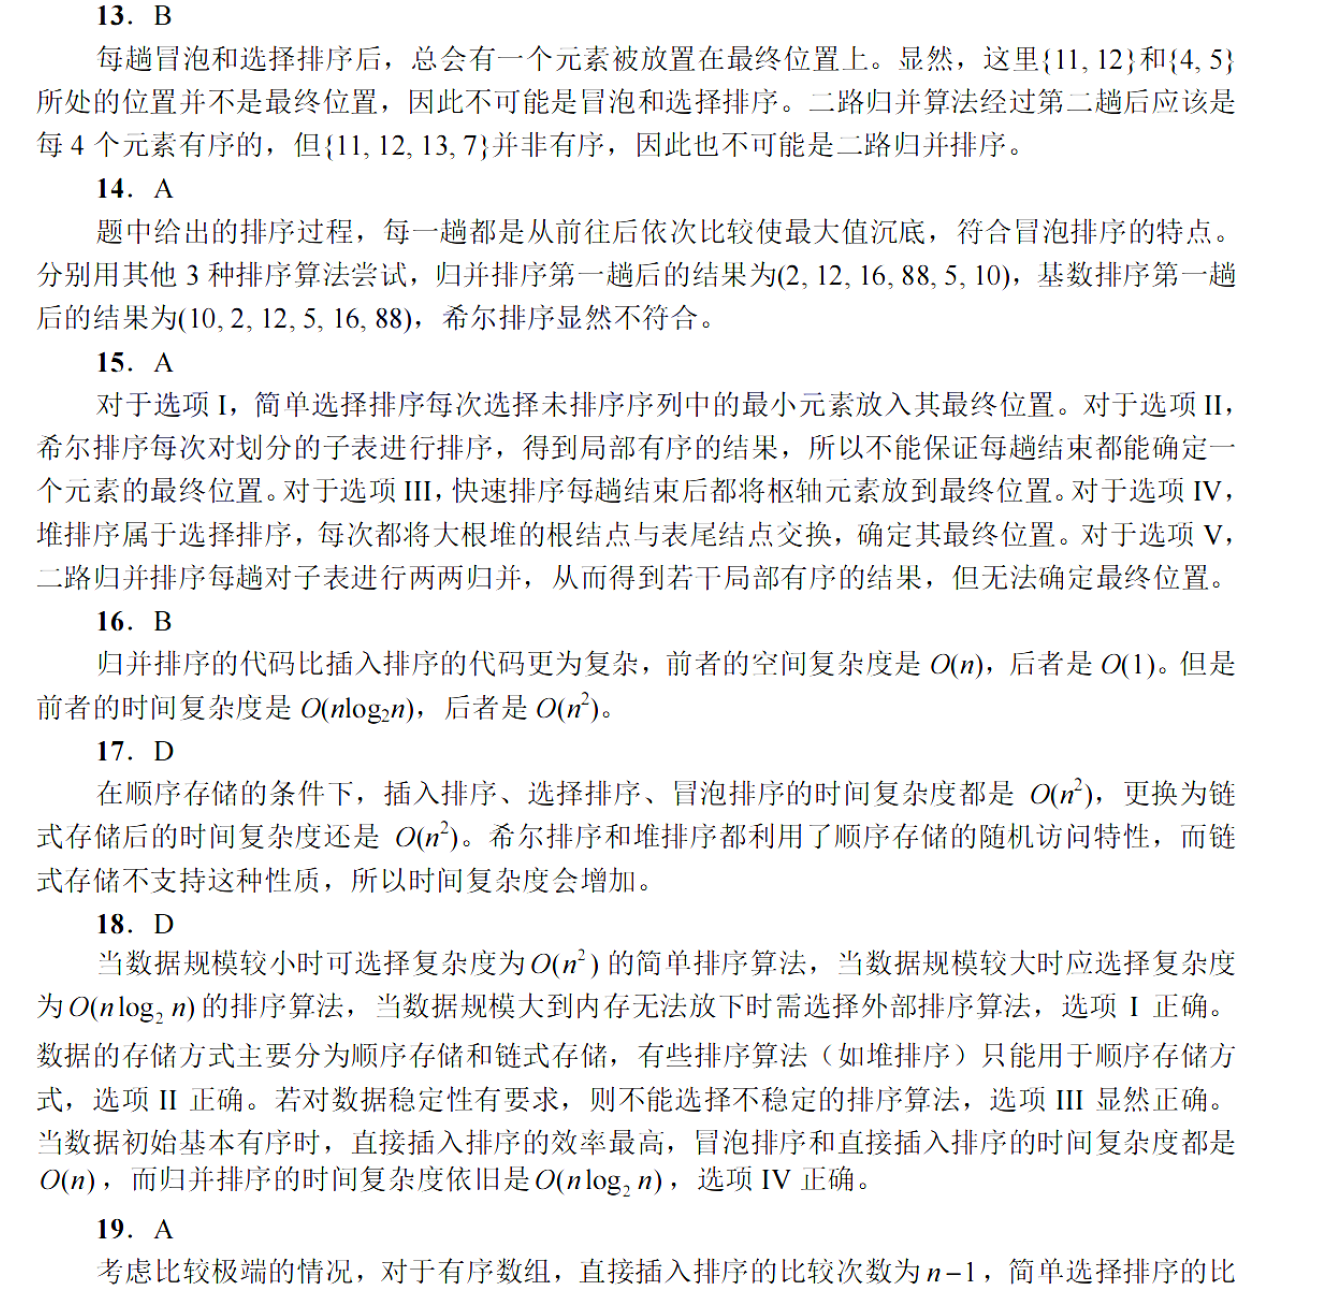 13．B
每趟冒泡和选择排序后，总会有一个元素被放置在最终位置上。显然，这里{11, 12}和{4, 5}
所处的位置并不是最终位置，因此不可能是冒泡和选择排序。二路归并算法经过第二趟后应该是
每 4 个元素有序的，但{11, 12, 13, 7}并非有序，因此也不可能是二路归并排序。
14．A
题中给出的排序过程，每一趟都是从前往后依次比较使最大值沉底，符合冒泡排序的特点。
分别用其他 3 种排序算法尝试，归并排序第一趟后的结果为(2, 12, 16, 88, 5, 10)，基数排序第一趟
后的结果为(10, 2, 12, 5, 16, 88)，希尔排序显然不符合。
15．A
对于选项 I，简单选择排序每次选择未排序序列中的最小元素放入其最终位置。对于选项 II，
希尔排序每次对划分的子表进行排序，得到局部有序的结果，所以不能保证每趟结束都能确定一
个元素的最终位置。对于选项 III，快速排序每趟结束后都将枢轴元素放到最终位置。对于选项 IV，
堆排序属于选择排序，每次都将大根堆的根结点与表尾结点交换，确定其最终位置。对于选项 V，
二路归并排序每趟对子表进行两两归并，从而得到若干局部有序的结果，但无法确定最终位置。
16．B
归并排序的代码比插入排序的代码更为复杂，前者的空间复杂度是 O(n)，后者是 O(1)。但是
前者的时间复杂度是 O(nlog₂n)，后者是 O(n²)。
17．D
在顺序存储的条件下，插入排序、选择排序、冒泡排序的时间复杂度都是 O(n²)，更换为链
式存储后的时间复杂度还是 O(n²)。希尔排序和堆排序都利用了顺序存储的随机访问特性，而链
式存储不支持这种性质，所以时间复杂度会增加。
18．D
当数据规模较小时可选择复杂度为 O(n²) 的简单排序算法，当数据规模较大时应选择复杂度
为 O(n log₂ n) 的排序算法，当数据规模大到内存无法放下时需选择外部排序算法，选项 I 正确。
数据的存储方式主要分为顺序存储和链式存储，有些排序算法（如堆排序）只能用于顺序存储方
式，选项 II 正确。若对数据稳定性有要求，则不能选择不稳定的排序算法，选项 III 显然正确。
当数据初始基本有序时，直接插入排序的效率最高，冒泡排序和直接插入排序的时间复杂度都是
O(n)，而归并排序的时间复杂度依旧是 O(n log₂ n)，选项 IV 正确。
19．A
考虑比较极端的情况，对于有序数组，直接插入排序的比较次数为 n−1，简单选择排序的比